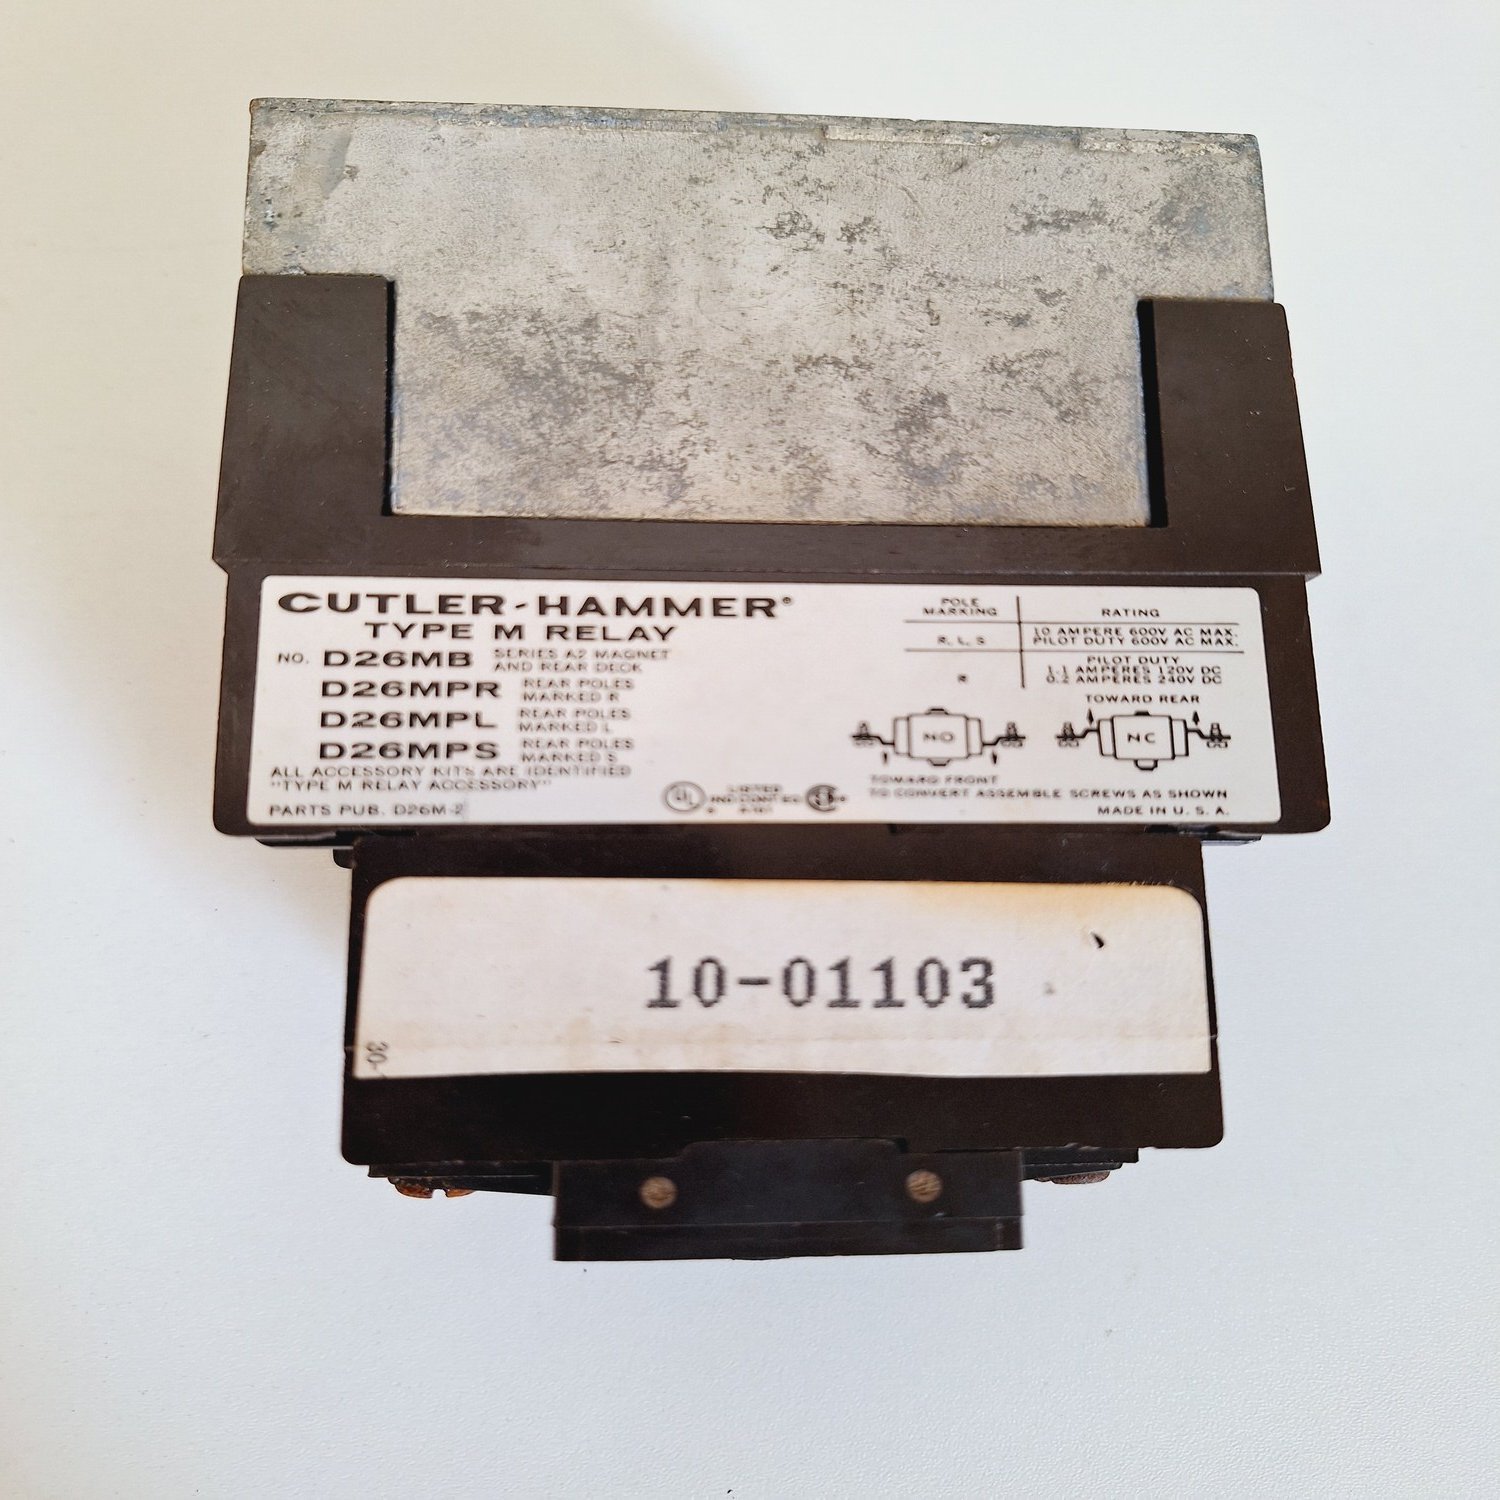 CUTLER-HAMMER®
TYPE M RELAY
NO. D26MB SERIES A2 MAGNET AND REAR DECK
D26MPR REAR POLES MARKED R
D26MPL REAR POLES MARKED L
D26MPS REAR POLES MARKED S
ALL ACCESSORY KITS ARE IDENTIFIED
"TYPE M RELAY ACCESSORY"
PARTS PUB. D26M-2
POLE MARKING RATING
R, L, S 10 AMPERE 600V AC MAX.
PILOT DUTY 600V AC MAX.
R PILOT DUTY
1.1 AMPERES 120V DC
0.2 AMPERES 240V DC
TOWARD REAR
NO NC
TOWARD FRONT
TO CONVERT ASSEMBLE SCREWS AS SHOWN
UL LISTED
MADE IN U. S. A.
10-01103
30-